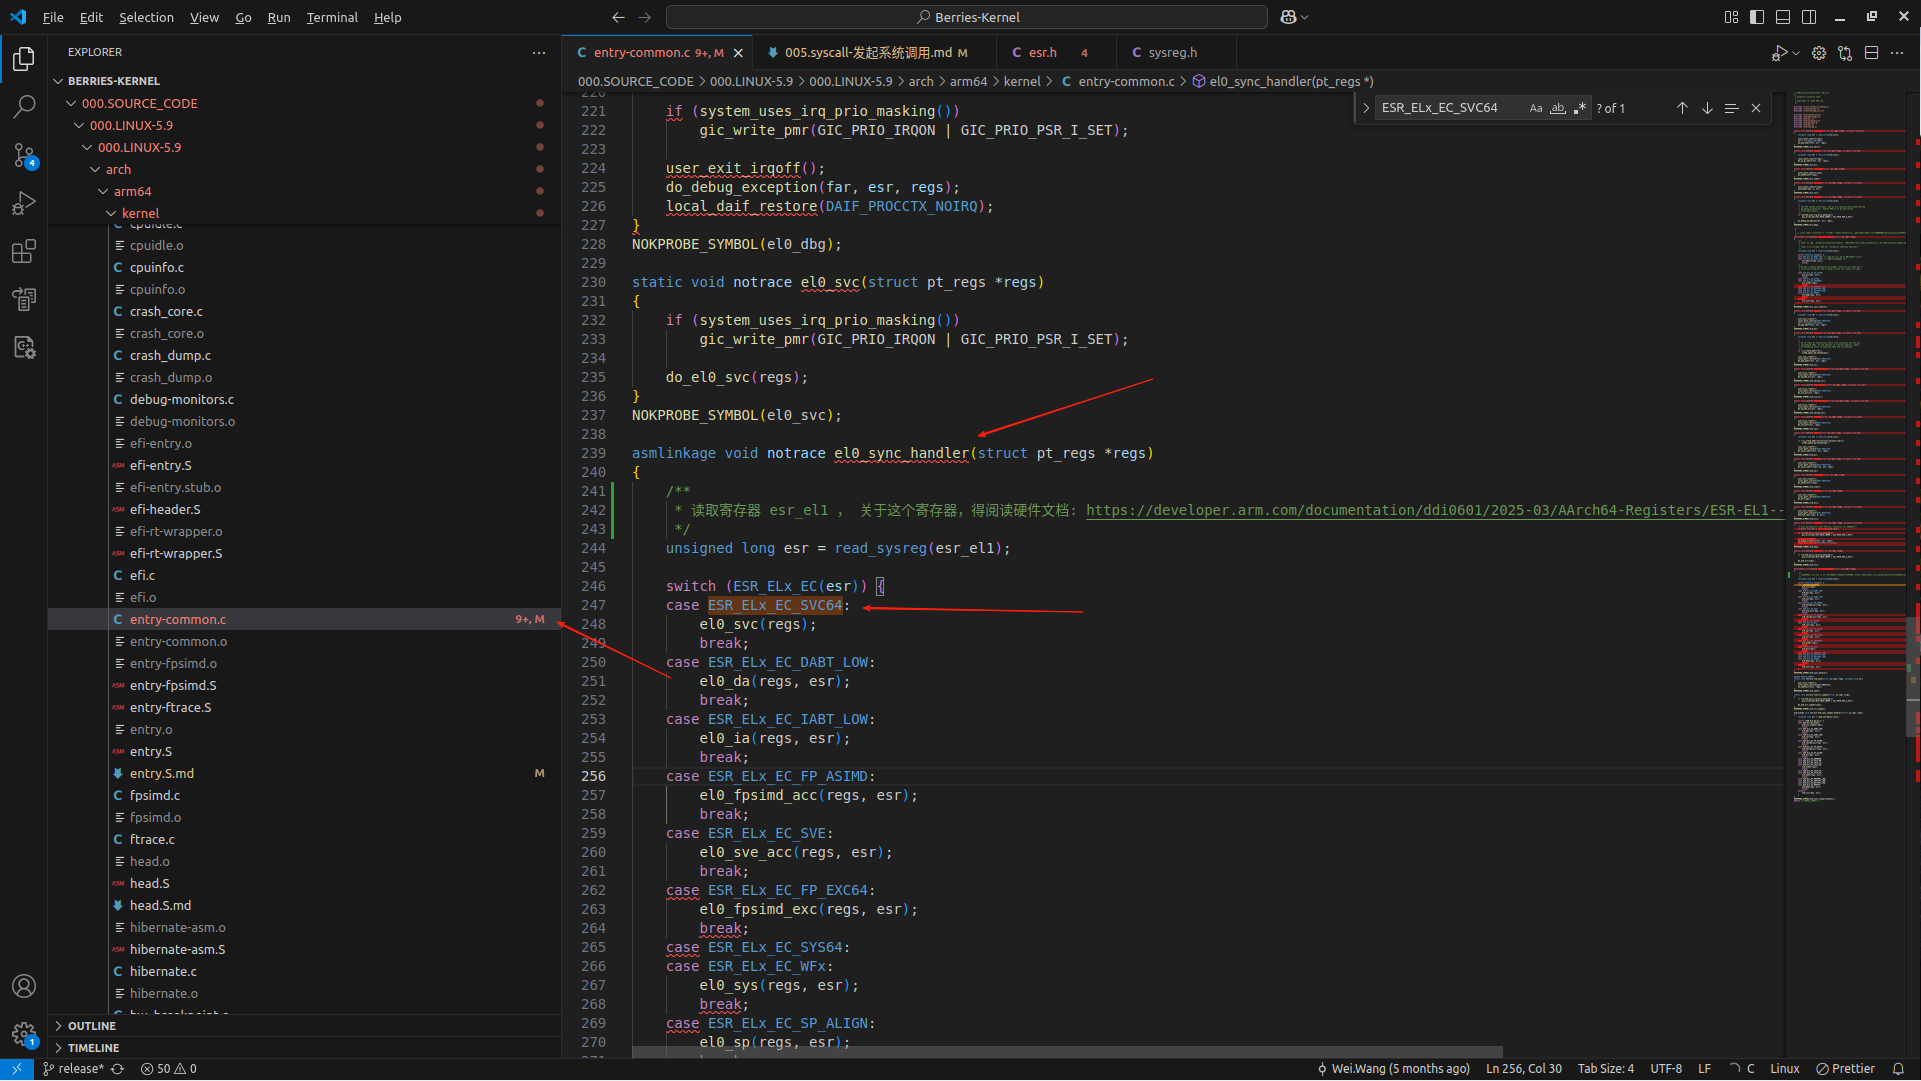 File Edit Selection View Go Run Terminal Help
Berries-Kernel
EXPLORER
BERRIES-KERNEL
000.SOURCE_CODE
000.LINUX-5.9
000.LINUX-5.9
arch
arm64
kernel
cpuidle.c
cpuidle.o
cpuinfo.c
cpuinfo.o
crash_core.c
crash_core.o
crash_dump.c
crash_dump.o
debug-monitors.c
debug-monitors.o
efi-entry.o
efi-entry.S
efi-entry.stub.o
efi-header.S
efi-rt-wrapper.o
efi-rt-wrapper.S
efi.c
efi.o
entry-common.c 9+, M
entry-common.o
entry-fpsimd.o
entry-fpsimd.S
entry-ftrace.S
entry.o
entry.S
entry.S.md M
fpsimd.c
fpsimd.o
ftrace.c
head.o
head.S
head.S.md
hibernate-asm.o
hibernate-asm.S
hibernate.c
hibernate.o
OUTLINE
TIMELINE
entry-common.c 9+, M
005.syscall-发起系统调用.md M
esr.h 4
sysreg.h
000.SOURCE_CODE > 000.LINUX-5.9 > 000.LINUX-5.9 > arch > arm64 > kernel > entry-common.c > el0_sync_handler(pt_regs *)
ESR_ELx_EC_SVC64 Aa ab .* ? of 1
220
221 if (system_uses_irq_prio_masking())
222 gic_write_pmr(GIC_PRIO_IRQON | GIC_PRIO_PSR_I_SET);
223
224 user_exit_irqoff();
225 do_debug_exception(far, esr, regs);
226 local_daif_restore(DAIF_PROCCTX_NOIRQ);
227 }
228 NOKPROBE_SYMBOL(el0_dbg);
229
230 static void notrace el0_svc(struct pt_regs *regs)
231 {
232 if (system_uses_irq_prio_masking())
233 gic_write_pmr(GIC_PRIO_IRQON | GIC_PRIO_PSR_I_SET);
234
235 do_el0_svc(regs);
236 }
237 NOKPROBE_SYMBOL(el0_svc);
238
239 asmlinkage void notrace el0_sync_handler(struct pt_regs *regs)
240 {
241 /**
242 * 读取寄存器 esr_el1 ， 关于这个寄存器，得阅读硬件文档: https://developer.arm.com/documentation/ddi0601/2025-03/AArch64-Registers/ESR-EL1--
243 */
244 unsigned long esr = read_sysreg(esr_el1);
245
246 switch (ESR_ELx_EC(esr)) {
247 case ESR_ELx_EC_SVC64:
248 el0_svc(regs);
249 break;
250 case ESR_ELx_EC_DABT_LOW:
251 el0_da(regs, esr);
252 break;
253 case ESR_ELx_EC_IABT_LOW:
254 el0_ia(regs, esr);
255 break;
256 case ESR_ELx_EC_FP_ASIMD:
257 el0_fpsimd_acc(regs, esr);
258 break;
259 case ESR_ELx_EC_SVE:
260 el0_sve_acc(regs, esr);
261 break;
262 case ESR_ELx_EC_FP_EXC64:
263 el0_fpsimd_exc(regs, esr);
264 break;
265 case ESR_ELx_EC_SYS64:
266 case ESR_ELx_EC_WFx:
267 el0_sys(regs, esr);
268 break;
269 case ESR_ELx_EC_SP_ALIGN:
270 el0_sp(regs, esr);
4
1
release* 50 0
Wei.Wang (5 months ago) Ln 256, Col 30 Tab Size: 4 UTF-8 LF C Linux Prettier